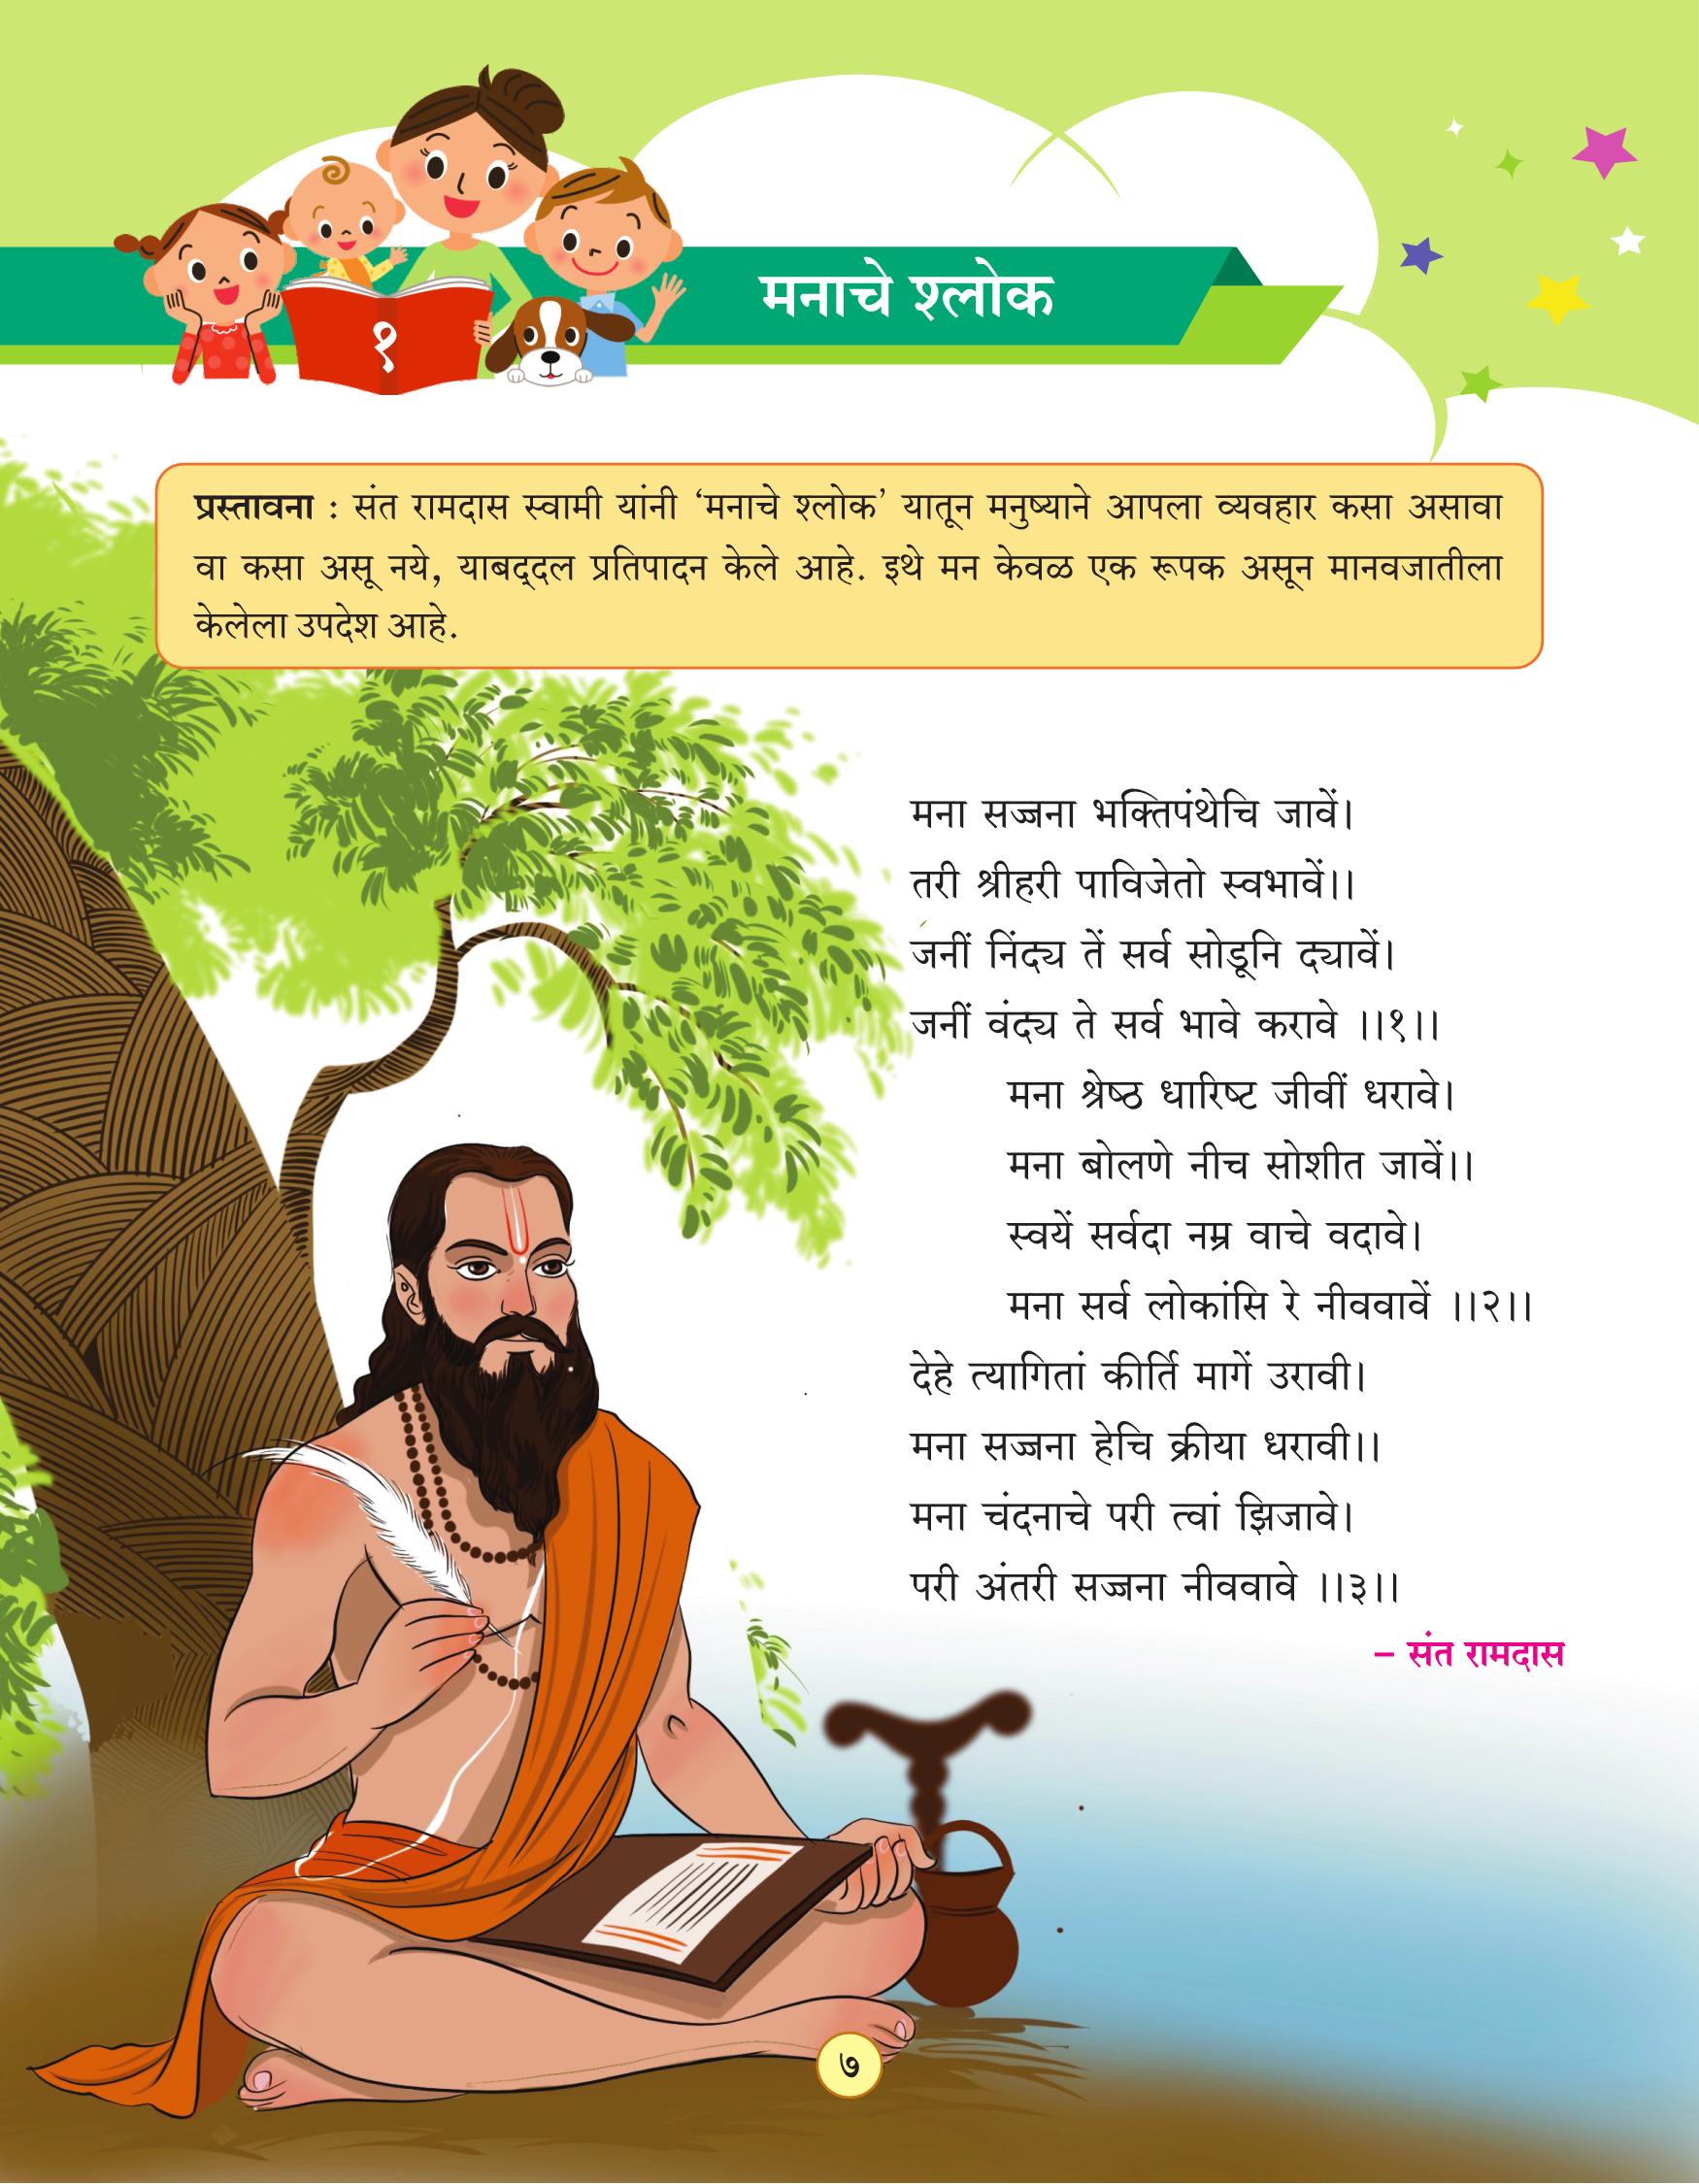 मनाचे श्लोक
१
प्रस्तावना : संत रामदास स्वामी यांनी ‘मनाचे श्लोक’ यातून मनुष्याने आपला व्यवहार कसा असावा
वा कसा असू नये, याबद्‌दल प्रतिपादन केले आहे. इथे मन केवळ एक रूपक असून मानवजातीला
केलेला उपदेश आहे.
मना सज्जना भक्तिपंथेचि जावें।
तरी श्रीहरी पाविजेतो स्वभावें।।
जनीं निंद्य तें सर्व सोडूनि द्यावें।
जनीं वंद्य ते सर्व भावे करावे ।।१।।
मना श्रेष्ठ धारिष्ट जीवीं धरावे।
मना बोलणे नीच सोशीत जावें।।
स्वयें सर्वदा नम्र वाचे वदावे।
मना सर्व लोकांसि रे नीववावें ।।२।।
देहे त्यागितां कीर्ति मागें उरावी।
मना सज्जना हेचि क्रीया धरावी।।
मना चंदनाचे परी त्वां झिजावे।
परी अंतरी सज्जना नीववावे ।।३।।
– संत रामदास
७